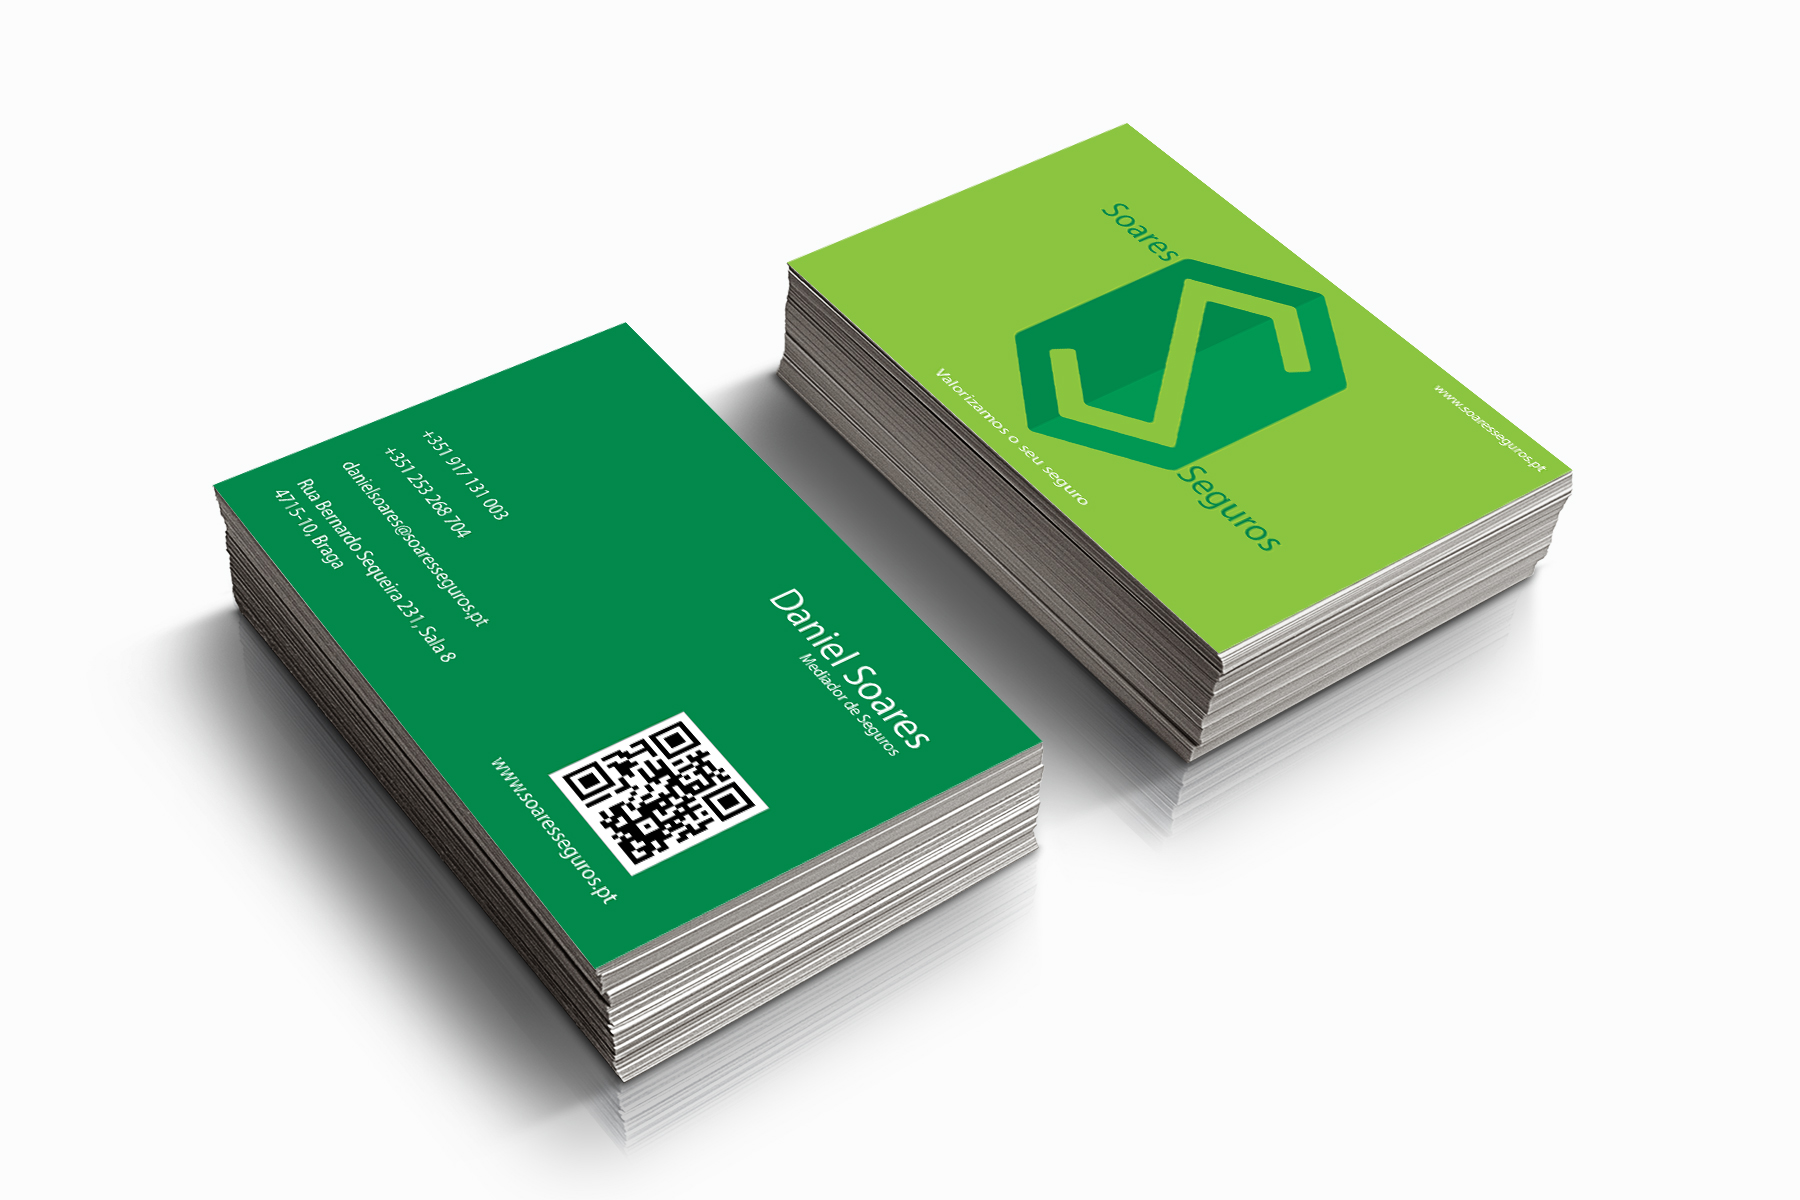 Daniel Soares
Mediador de Seguros
+351 917 131 003
+351 253 268 704
danielsoares@soaresseguros.pt
Rua Bernardo Sequeira 231, Sala 8
4715-10, Braga
www.soaresseguros.pt
Soares
Seguros
Valorizamos o seu seguro
www.soaresseguros.pt